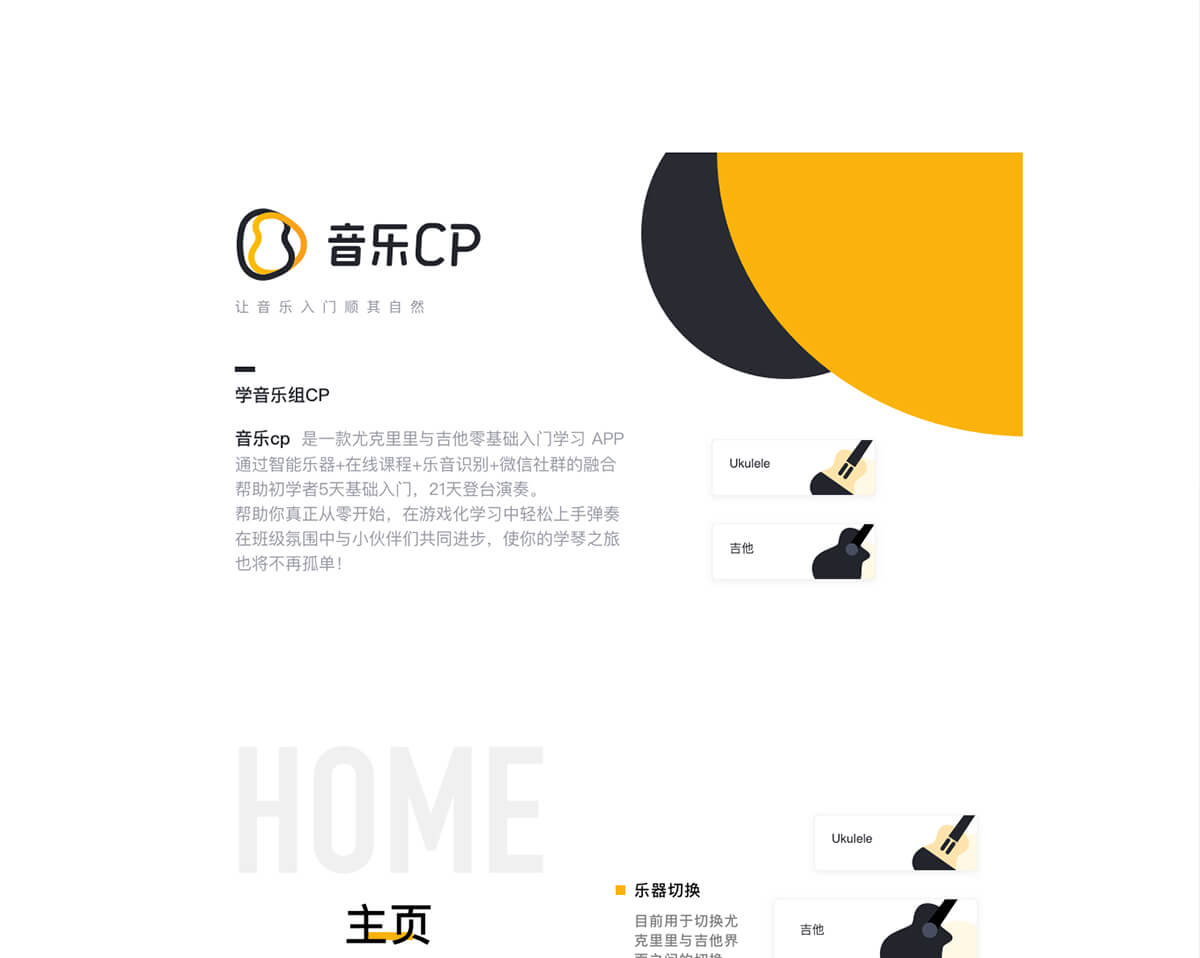 音乐CP
让音乐入门顺其自然
学音乐组CP
音乐cp 是一款尤克里里与吉他零基础入门学习 APP
通过智能乐器+在线课程+乐音识别+微信社群的融合
帮助初学者5天基础入门，21天登台演奏。
帮助你真正从零开始，在游戏化学习中轻松上手弹奏
在班级氛围中与小伙伴们共同进步，使你的学琴之旅
也将不再孤单！
Ukulele
吉他
HOME
主页
Ukulele
乐器切换
目前用于切换尤
克里里与吉他界
面之间的切换
吉他